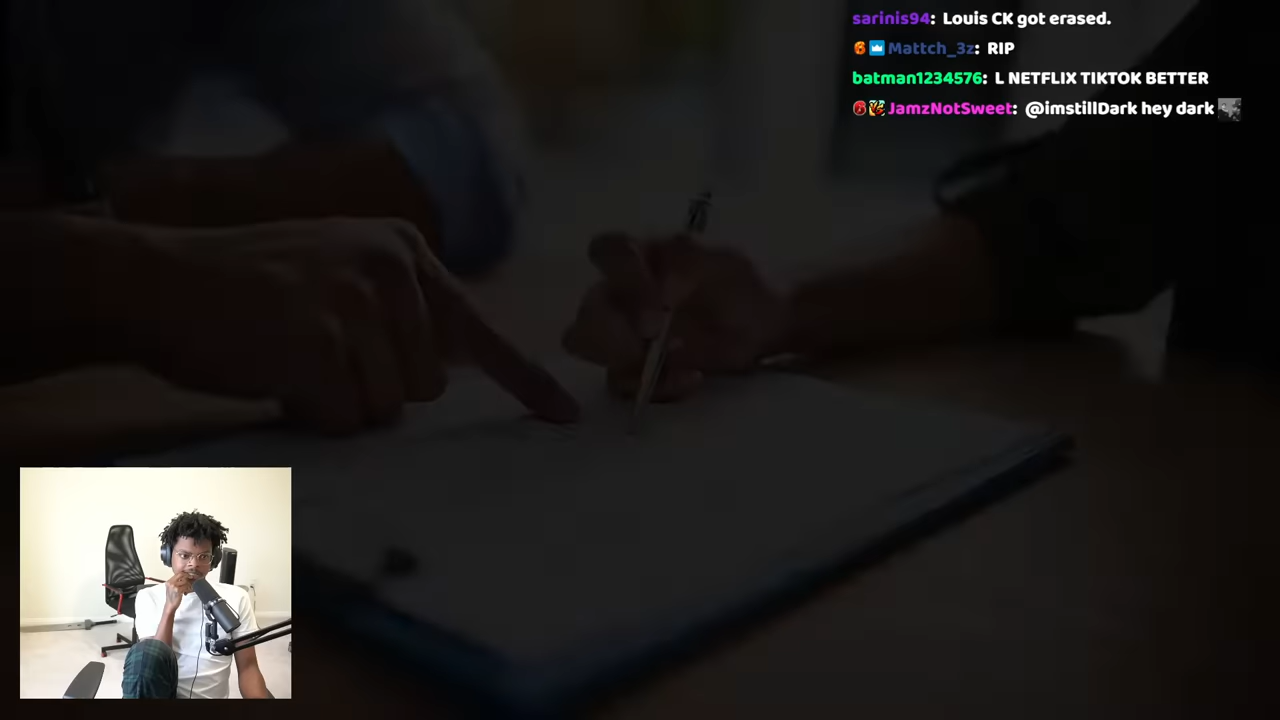 sarinis94: Louis CK got erased.
Mattch_3z: RIP
batman1234576: L NETFLIX TIKTOK BETTER
JamzNotSweet: @imstillDark hey dark